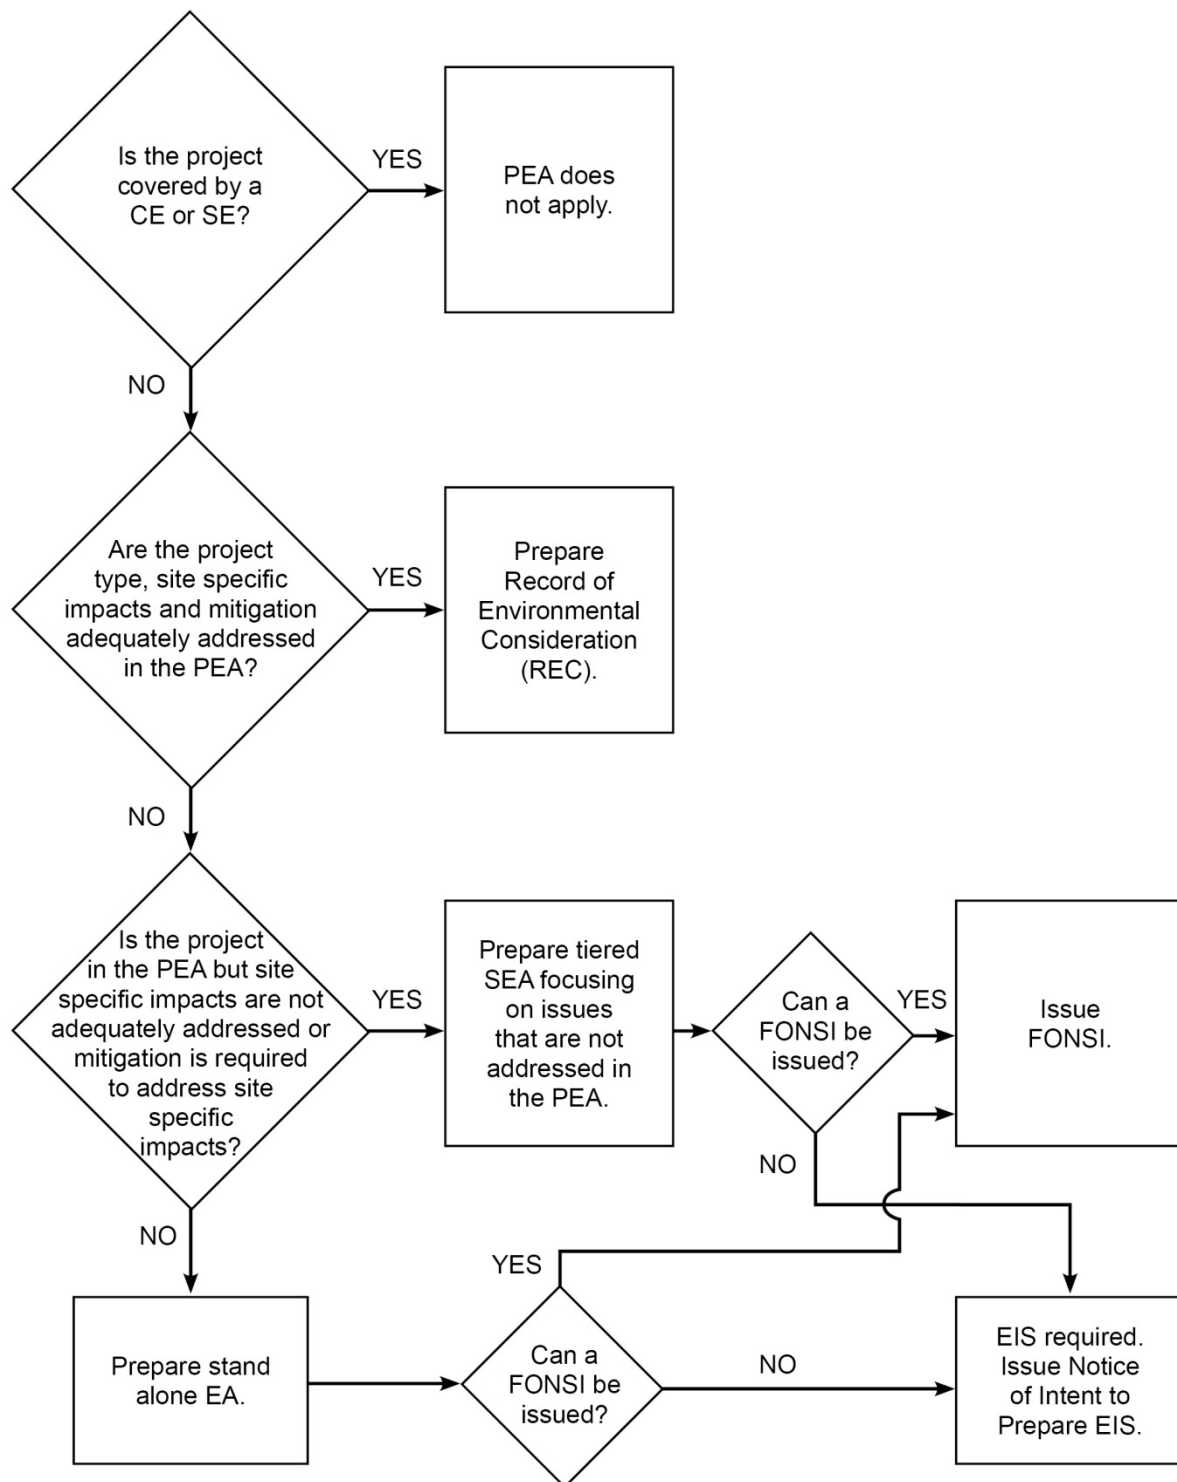 Is the project
covered by a
CE or SE?
YES
PEA does
not apply.
NO
Are the project
type, site specific
impacts and mitigation
adequately addressed
in the PEA?
YES
Prepare
Record of
Environmental
Consideration
(REC).
NO
Is the project
in the PEA but site
specific impacts are not
adequately addressed or
mitigation is required
to address site
specific
impacts?
YES
Prepare tiered
SEA focusing
on issues
that are not
addressed in
the PEA.
Can a
FONSI be
issued?
YES
Issue
FONSI.
NO
NO
Prepare stand
alone EA.
YES
Can a
FONSI be
issued?
NO
EIS required.
Issue Notice
of Intent to
Prepare EIS.